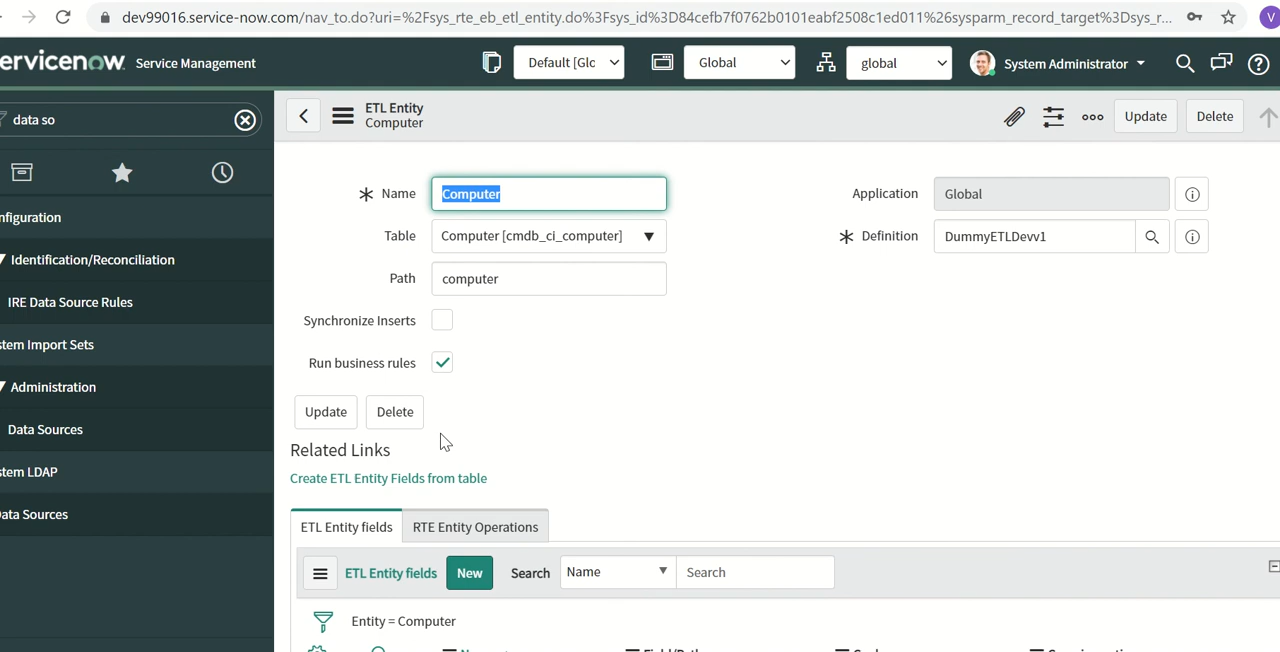 dev99016.service-now.com/nav_to.do?uri=%2Fsys_rte_eb_etl_entity.do%3Fsys_id%3D84cefb7f0762b0101eabf2508c1ed011%26sysparm_record_target%3Dsys_r...
V
ervicenow. Service Management
Default [Glc
Global
global
System Administrator
data so
ETL Entity
Computer
Update
Delete
Name
Computer
Application
Global
Table
Computer [cmdb_ci_computer]
Definition
DummyETLDevv1
Path
computer
Synchronize Inserts
Run business rules
Update
Delete
nfiguration
Identification/Reconciliation
IRE Data Source Rules
stem Import Sets
Administration
Data Sources
stem LDAP
Data Sources
Related Links
Create ETL Entity Fields from table
ETL Entity fields
RTE Entity Operations
ETL Entity fields
New
Search
Name
Search
Entity = Computer